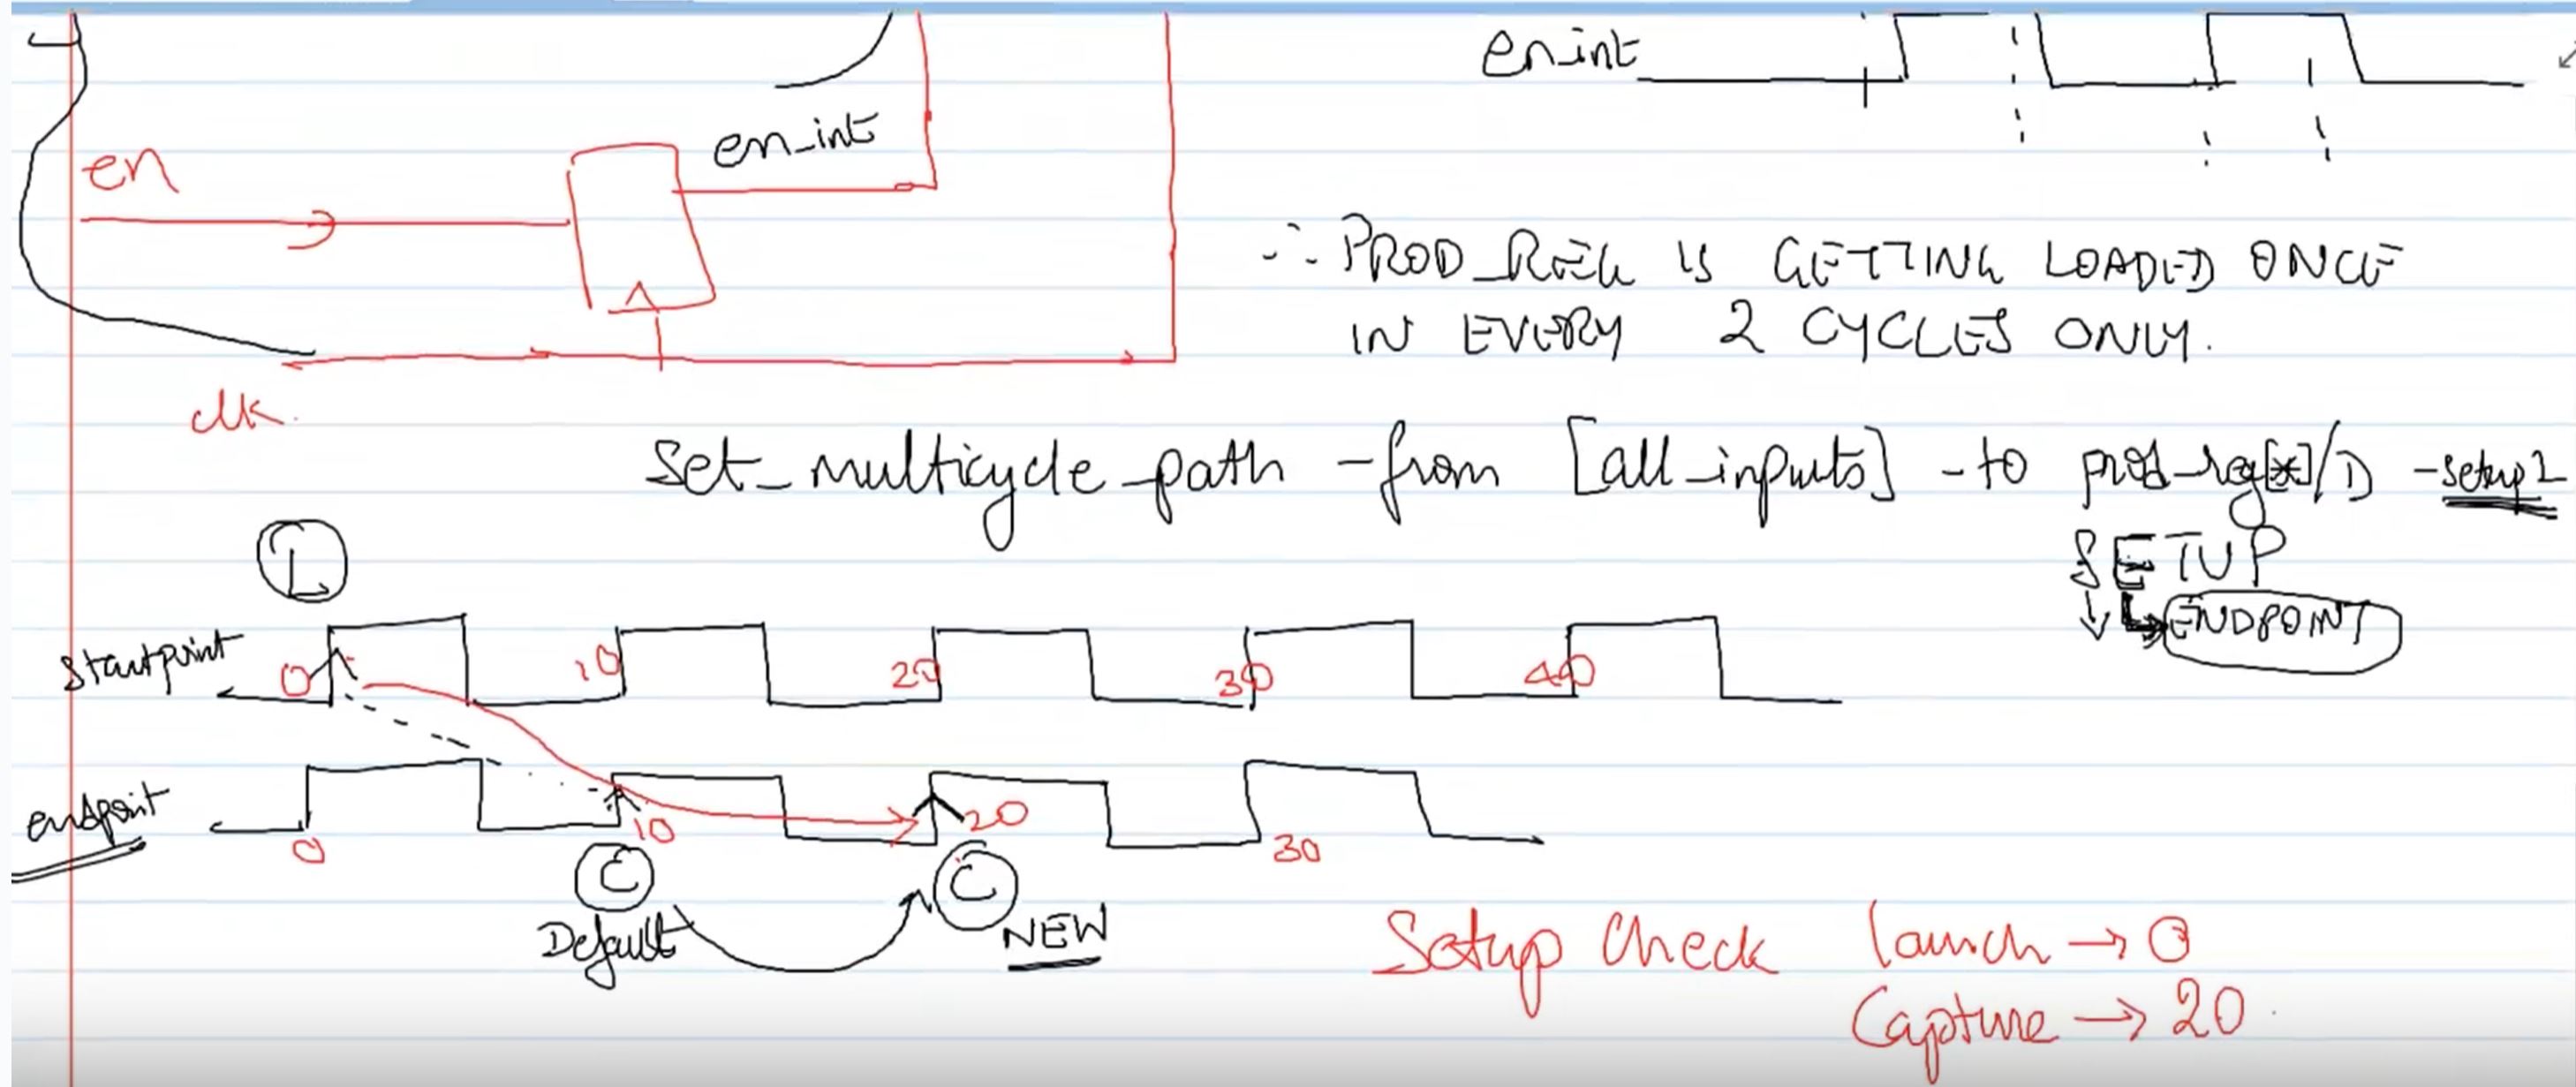 en_int
en_int
en
∴ PROD_REG IS GETTING LOADED ONCE
IN EVERY 2 CYCLES ONLY.
clk
Set_multicycle_path -from [all_inputs] -to prod_reg[*]/D -setup 2
SETUP
↳ ENDPOINT
L
startpoint
0 10 20 30 40
endpoint
0 10 20 30
C C
Default NEW
Setup Check launch → 0
Capture → 20